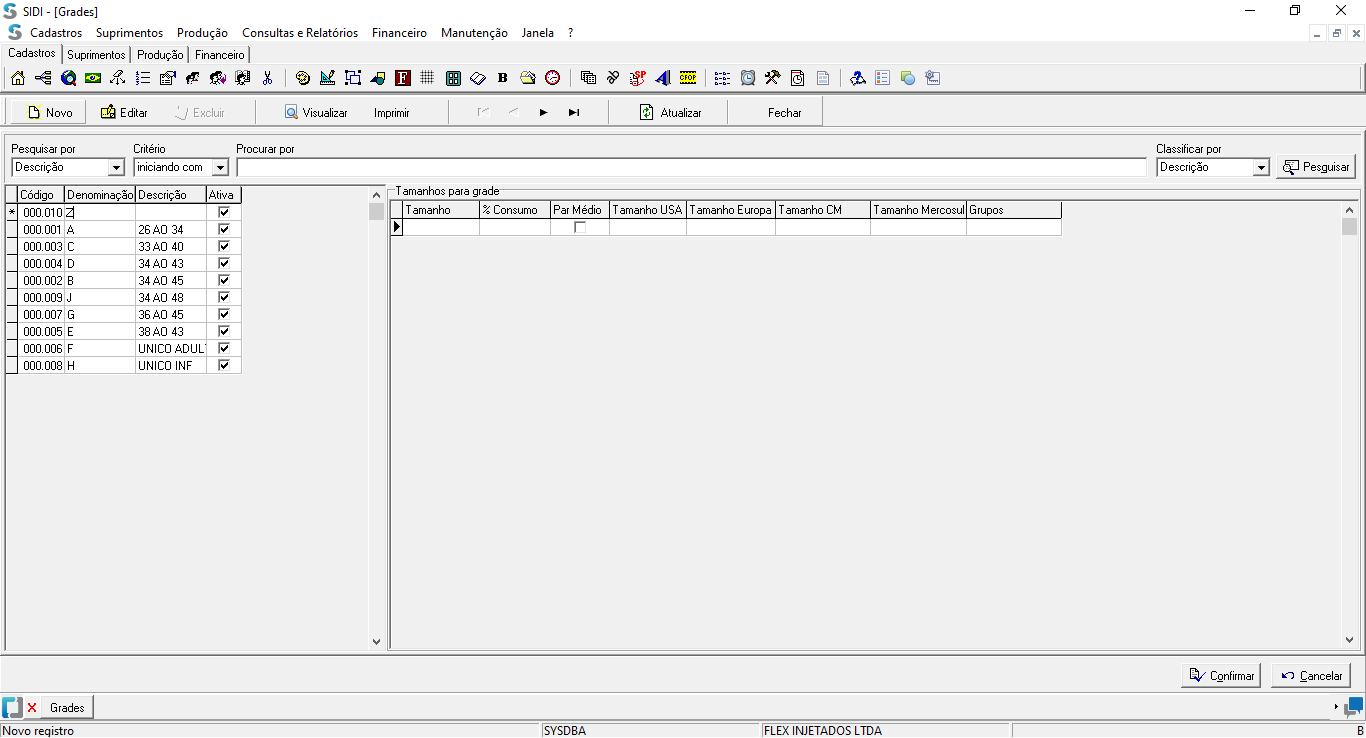 SIDI - [Grades]
Cadastros Suprimentos Produção Consultas e Relatórios Financeiro Manutenção Janela ?
Cadastros Suprimentos Produção Financeiro
F B SP CFOP
Novo Editar Excluir Visualizar Imprimir Atualizar Fechar
Pesquisar por Critério Procurar por Classificar por
Descrição iniciando com Descrição Pesquisar
Código Denominação Descrição Ativa
* 000.010 Z
000.001 A 26 AO 34
000.003 C 33 AO 40
000.004 D 34 AO 43
000.002 B 34 AO 45
000.009 J 34 AO 48
000.007 G 36 AO 45
000.005 E 38 AO 43
000.006 F UNICO ADUL
000.008 H UNICO INF
Tamanhos para grade
Tamanho % Consumo Par Médio Tamanho USA Tamanho Europa Tamanho CM Tamanho Mercosul Grupos
Confirmar Cancelar
Grades
Novo registro SYSDBA FLEX INJETADOS LTDA B